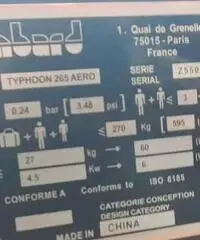 1. Quai de Grenelle
75015 - Paris
France
TYPHOON 265 AERO
SERIE
SERIAL
0.24 bar [ 3.48 psi ]
+ ≤ 3
+ + ≤ 270 Kg [ 595
27 kg → 60
≤ 4.5 Kw → 6
CONFORME A Conforms to ISO 6185
CATEGORIE CONCEPTION
DESIGN CATEGORY
MADE IN CHINA